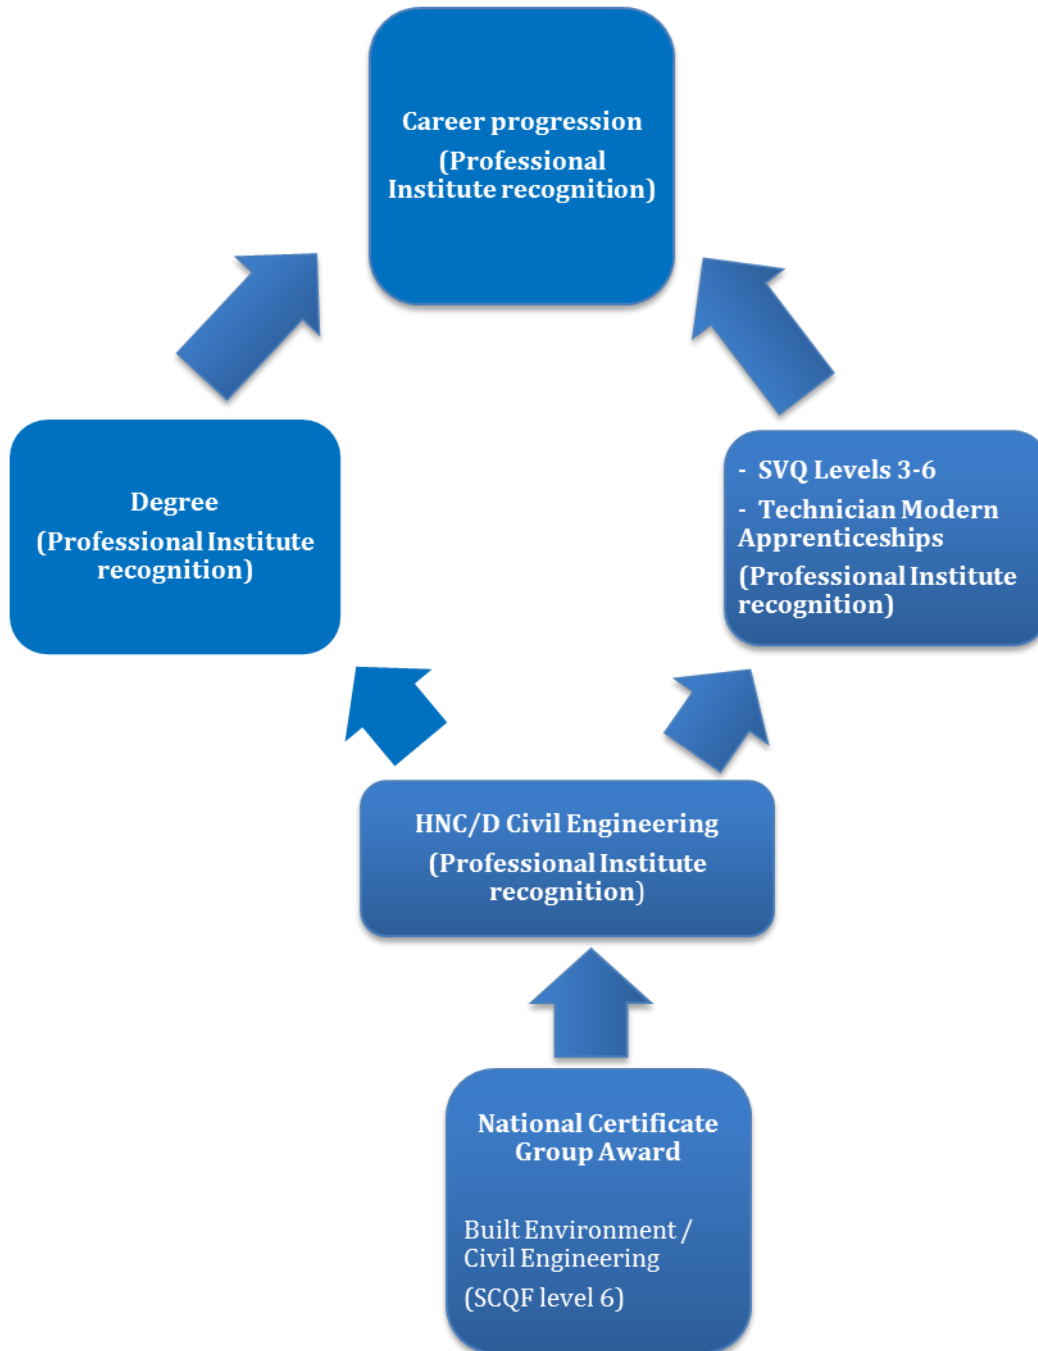 Career progression
(Professional
Institute recognition)
Degree
(Professional Institute
recognition)
- SVQ Levels 3-6
- Technician Modern
Apprenticeships
(Professional Institute
recognition)
HNC/D Civil Engineering
(Professional Institute
recognition)
National Certificate
Group Award
Built Environment /
Civil Engineering
(SCQF level 6)